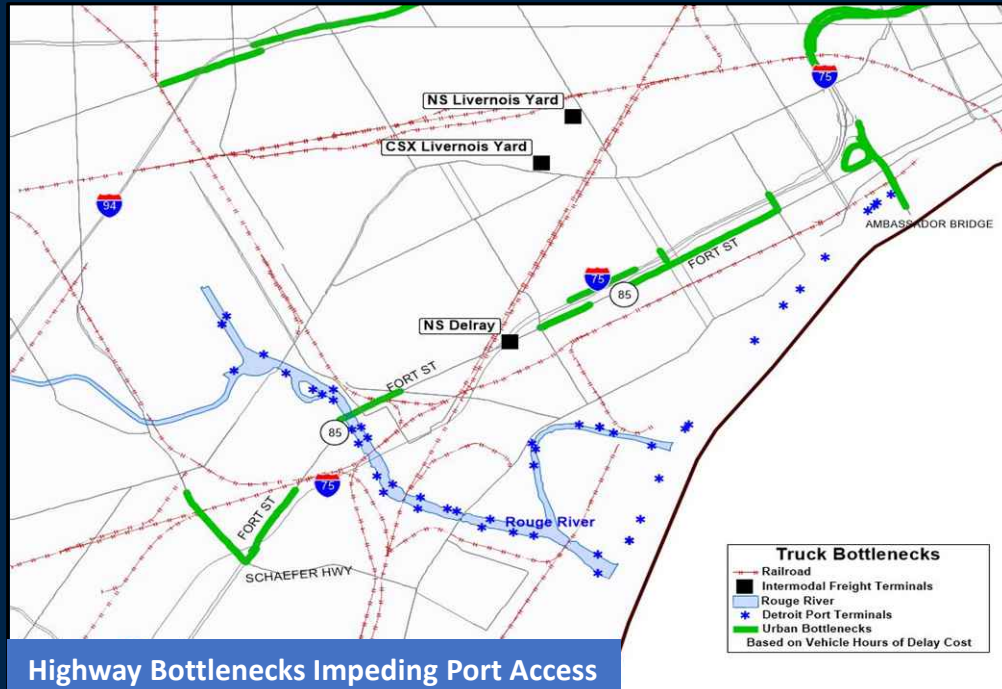 75
NS Livernois Yard
CSX Livernois Yard
94
AMBASSADOR BRIDGE
FORT ST
75
85
NS Delray
FORT ST
85
75
FORT ST
Rouge River
SCHAEFER HWY
Truck Bottlenecks
Railroad
Intermodal Freight Terminals
Rouge River
Detroit Port Terminals
Urban Bottlenecks
Based on Vehicle Hours of Delay Cost
Highway Bottlenecks Impeding Port Access